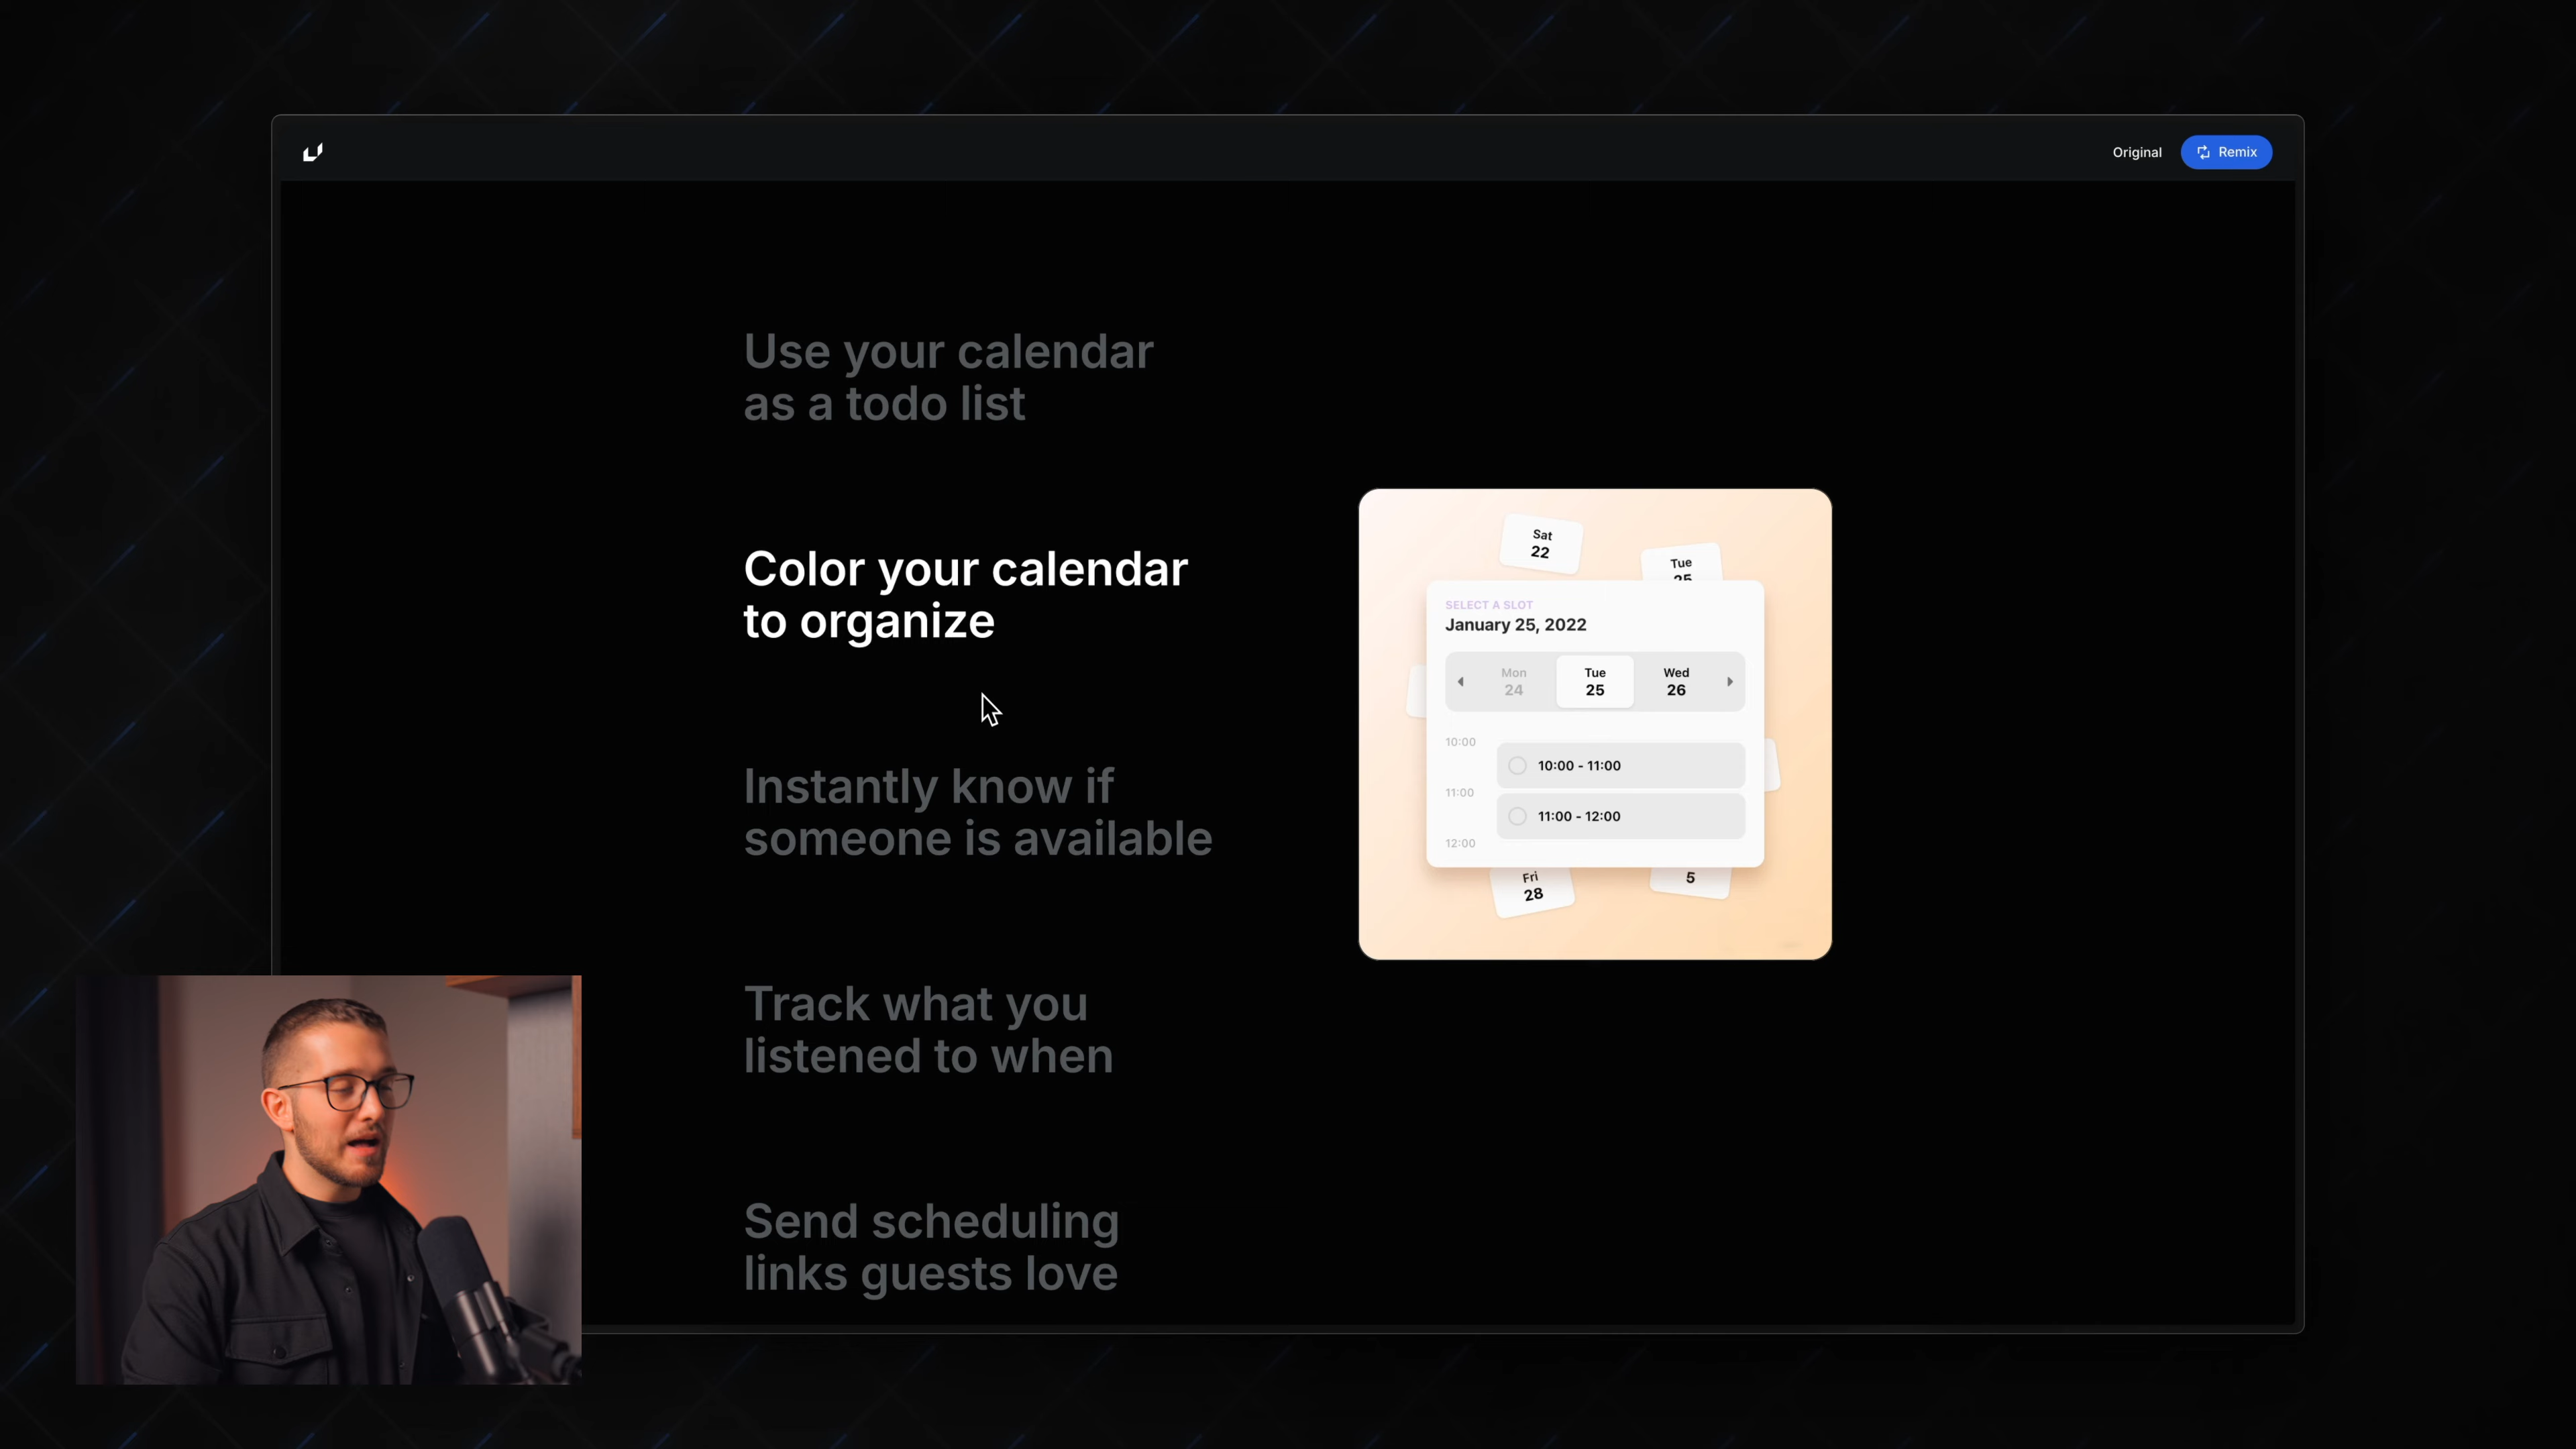 Original
Remix
Use your calendar
as a todo list
Color your calendar
to organize
Instantly know if
someone is available
Track what you
listened to when
Send scheduling
links guests love
Sat
22
Tue
25
SELECT A SLOT
January 25, 2022
Mon
24
Tue
25
Wed
26
10:00
10:00 - 11:00
11:00
11:00 - 12:00
12:00
Fri
28
5